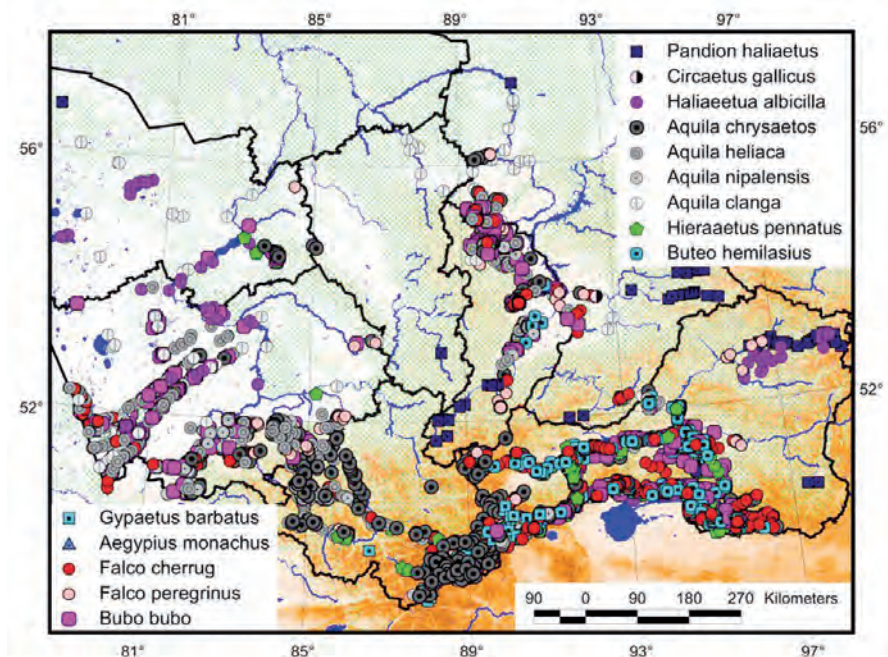 81° 85° 89° 93° 97°
Pandion haliaetus
Circaetus gallicus
Haliaeetua albicilla
Aquila chrysaetos
Aquila heliaca
Aquila nipalensis
Aquila clanga
Hieraaetus pennatus
Buteo hemilasius
56° 56°
52° 52°
Gypaetus barbatus
Aegypius monachus
Falco cherrug
Falco peregrinus
Bubo bubo
90 0 90 180 270 Kilometers
81° 85° 89° 93° 97°